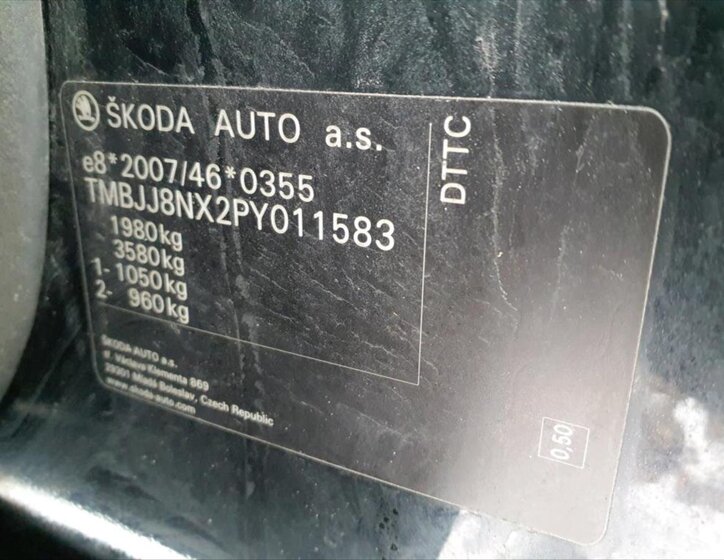 ŠKODA AUTO a.s.
e8*2007/46*0355
TMBJJ8NX2PY011583
1980kg
3580kg
1- 1050kg
2- 960kg
DTTC
ŠKODA AUTO a.s.
tř. Václava Klementa 869
29301 Mladá Boleslav, Czech Republic
www.skoda-auto.com
0,50